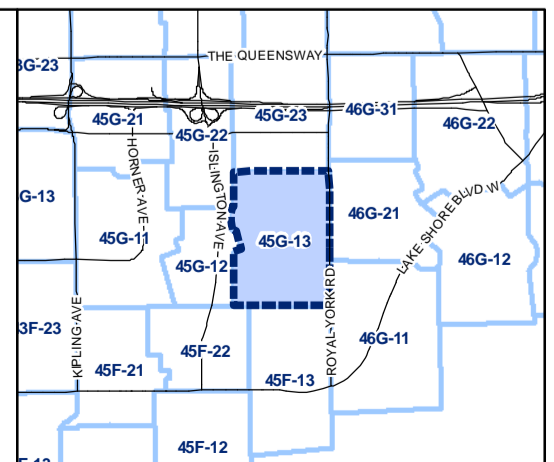 THE QUEENSWAY
3G-23
45G-21
45G-22
45G-23
46G-31
46G-22
HORNER AVE
ISLINGTON AVE
G-13
45G-11
45G-12
45G-13
46G-21
LAKE SHORE BLVD W
46G-12
KIPLING AVE
ROYAL YORK RD
3F-23
45F-21
45F-22
45F-13
46G-11
45F-12